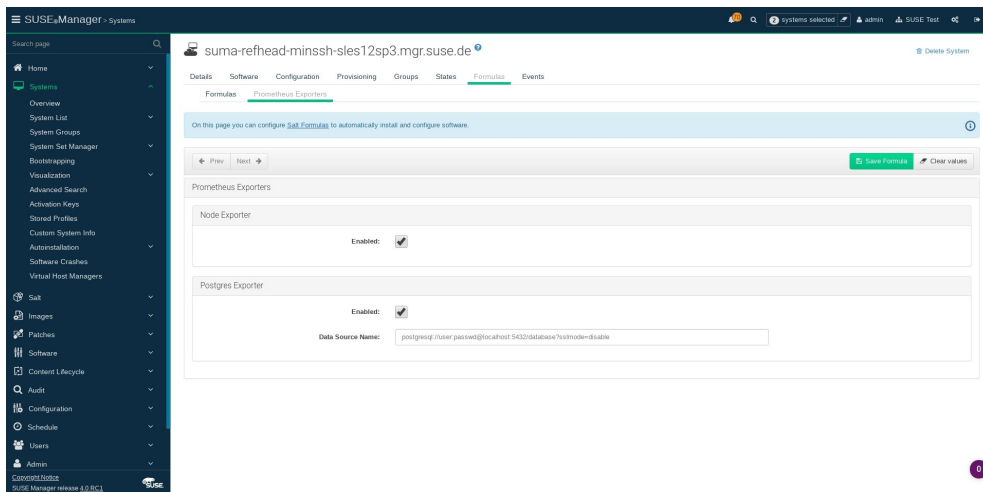 SUSE®Manager > Systems
70
2 systems selected
admin
SUSE Test
Search page
Home
Systems
Overview
System List
System Groups
System Set Manager
Bootstrapping
Visualization
Advanced Search
Activation Keys
Stored Profiles
Custom System Info
Autoinstallation
Software Crashes
Virtual Host Managers
Salt
Images
Patches
Software
Content Lifecycle
Audit
Configuration
Schedule
Users
Admin
Copyright Notice
SUSE Manager release 4.0 RC1
SUSE
suma-refhead-minssh-sles12sp3.mgr.suse.de
Delete System
Details Software Configuration Provisioning Groups States Formulas Events
Formulas Prometheus Exporters
On this page you can configure Salt Formulas to automatically install and configure software.
Prev Next
Save Formula Clear values
Prometheus Exporters
Node Exporter
Enabled:
Postgres Exporter
Enabled:
Data Source Name: postgresql://user:passwd@localhost:5432/database?sslmode=disable
0